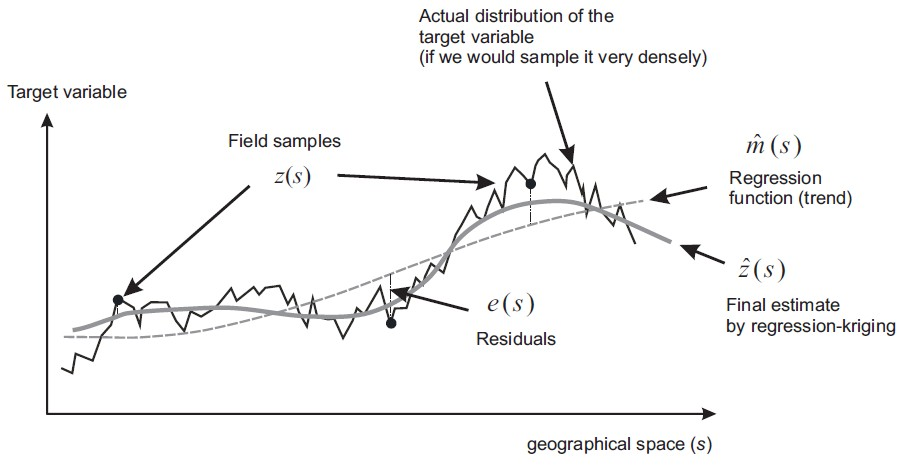 Actual distribution of the
target variable
(if we would sample it very densely)
Target variable
Field samples
z(s)
m̂(s)
Regression
function (trend)
ẑ(s)
Final estimate
by regression-kriging
e(s)
Residuals
geographical space (s)